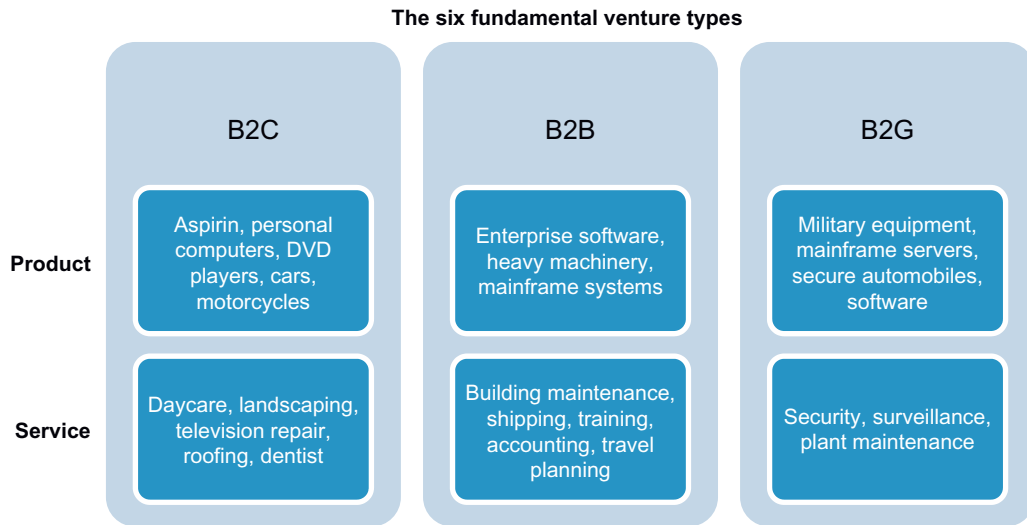 The six fundamental venture types
B2C
B2B
B2G
Product
Aspirin, personal
computers, DVD
players, cars,
motorcycles
Enterprise software,
heavy machinery,
mainframe systems
Military equipment,
mainframe servers,
secure automobiles,
software
Service
Daycare, landscaping,
television repair,
roofing, dentist
Building maintenance,
shipping, training,
accounting, travel
planning
Security, surveillance,
plant maintenance